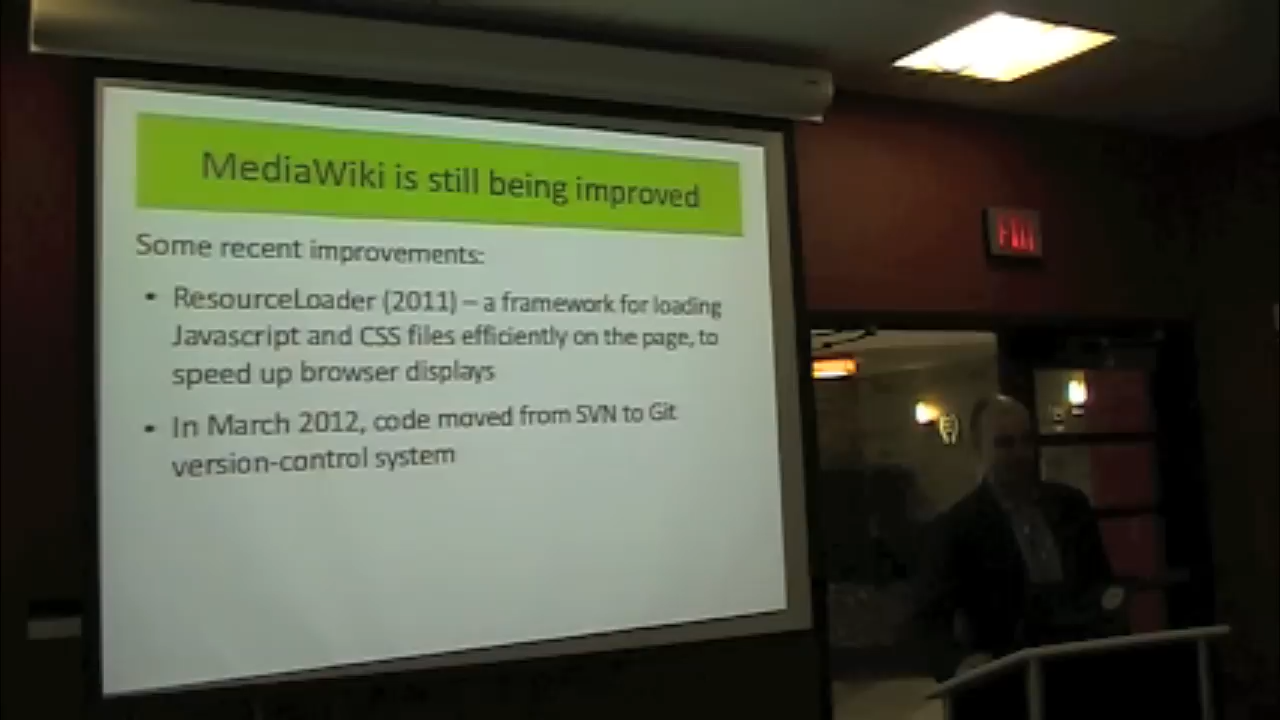 MediaWiki is still being improved
Some recent improvements:
• ResourceLoader (2011) – a framework for loading
Javascript and CSS files efficiently on the page, to
speed up browser displays
• In March 2012, code moved from SVN to Git
version-control system
EXIT